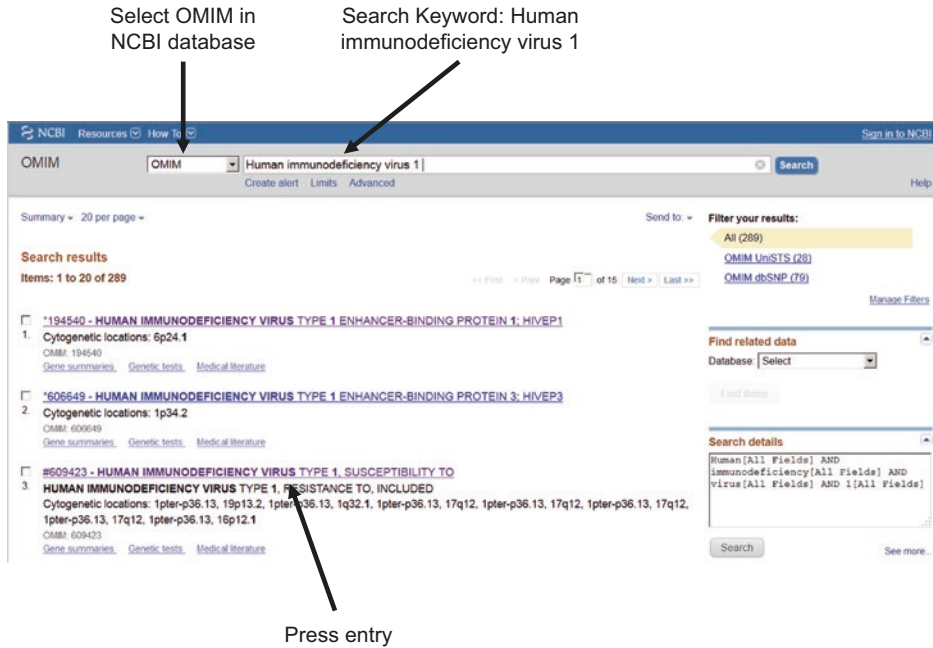 Select OMIM in
NCBI database
Search Keyword: Human
immunodeficiency virus 1
NCBI Resources How To Sign in to NCBI
OMIM OMIM Human immunodeficiency virus 1 Search
Create alert Limits Advanced Help
Summary 20 per page Send to:
Search results
Items: 1 to 20 of 289
<< First < Prev Page 1 of 15 Next > Last >>
*194540 - HUMAN IMMUNODEFICIENCY VIRUS TYPE 1 ENHANCER-BINDING PROTEIN 1; HIVEP1
1. Cytogenetic locations: 6p24.1
OMIM: 194540
Gene summaries Genetic tests Medical literature
*606649 - HUMAN IMMUNODEFICIENCY VIRUS TYPE 1 ENHANCER-BINDING PROTEIN 3; HIVEP3
2. Cytogenetic locations: 1p34.2
OMIM: 606649
Gene summaries Genetic tests Medical literature
#609423 - HUMAN IMMUNODEFICIENCY VIRUS TYPE 1, SUSCEPTIBILITY TO
3. HUMAN IMMUNODEFICIENCY VIRUS TYPE 1, RESISTANCE TO, INCLUDED
Cytogenetic locations: 1pter-p36.13, 19p13.2, 1pter-p36.13, 1q32.1, 1pter-p36.13, 17q12, 1pter-p36.13, 17q12, 1pter-p36.13, 17q12,
1pter-p36.13, 17q12, 1pter-p36.13, 16p12.1
OMIM: 609423
Gene summaries Genetic tests Medical literature
Filter your results:
All (289)
OMIM UniSTS (28)
OMIM dbSNP (79)
Manage Filters
Find related data
Database: Select
Find items
Search details
Human[All Fields] AND
immunodeficiency[All Fields] AND
virus[All Fields] AND 1[All Fields]
Search See more...
Press entry